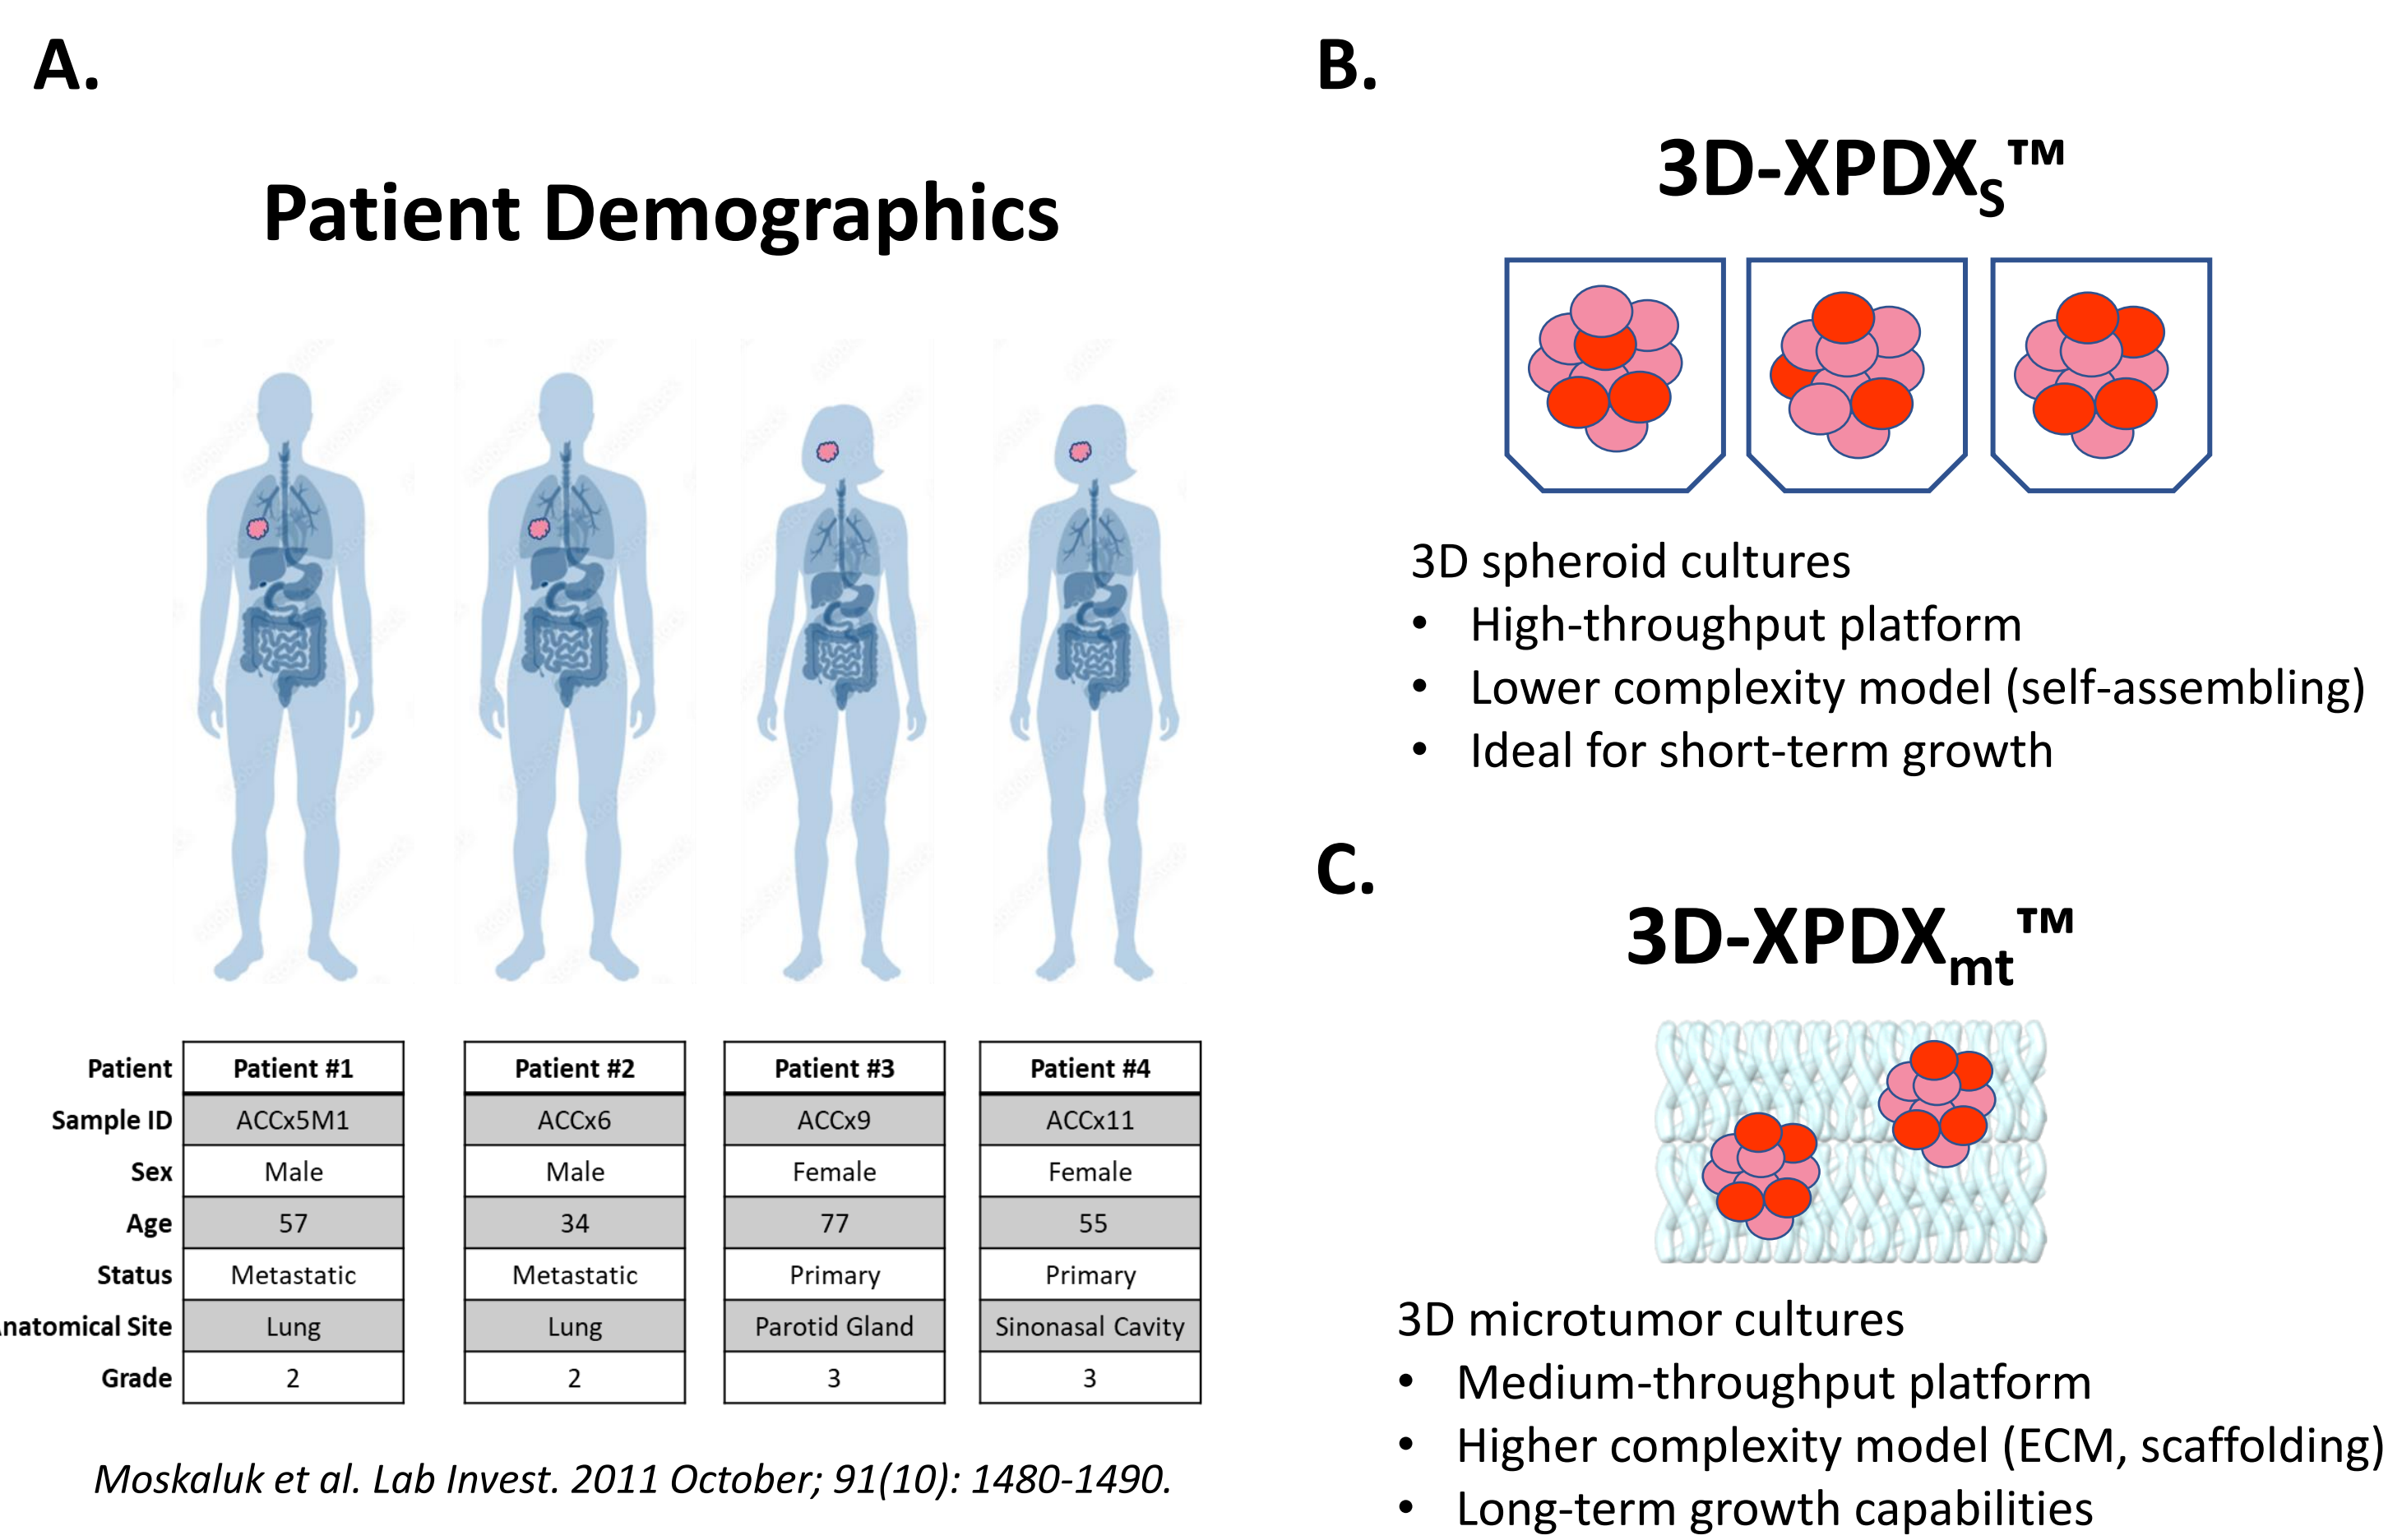 A.
Patient Demographics
Patient Patient #1 Patient #2 Patient #3 Patient #4
Sample ID ACCx5M1 ACCx6 ACCx9 ACCx11
Sex Male Male Female Female
Age 57 34 77 55
Status Metastatic Metastatic Primary Primary
natomical Site Lung Lung Parotid Gland Sinonasal Cavity
Grade 2 2 3 3
Moskaluk et al. Lab Invest. 2011 October; 91(10): 1480-1490.
B.
3D-XPDXS™
3D spheroid cultures
• High-throughput platform
• Lower complexity model (self-assembling)
• Ideal for short-term growth
C.
3D-XPDXmt™
3D microtumor cultures
• Medium-throughput platform
• Higher complexity model (ECM, scaffolding)
• Long-term growth capabilities